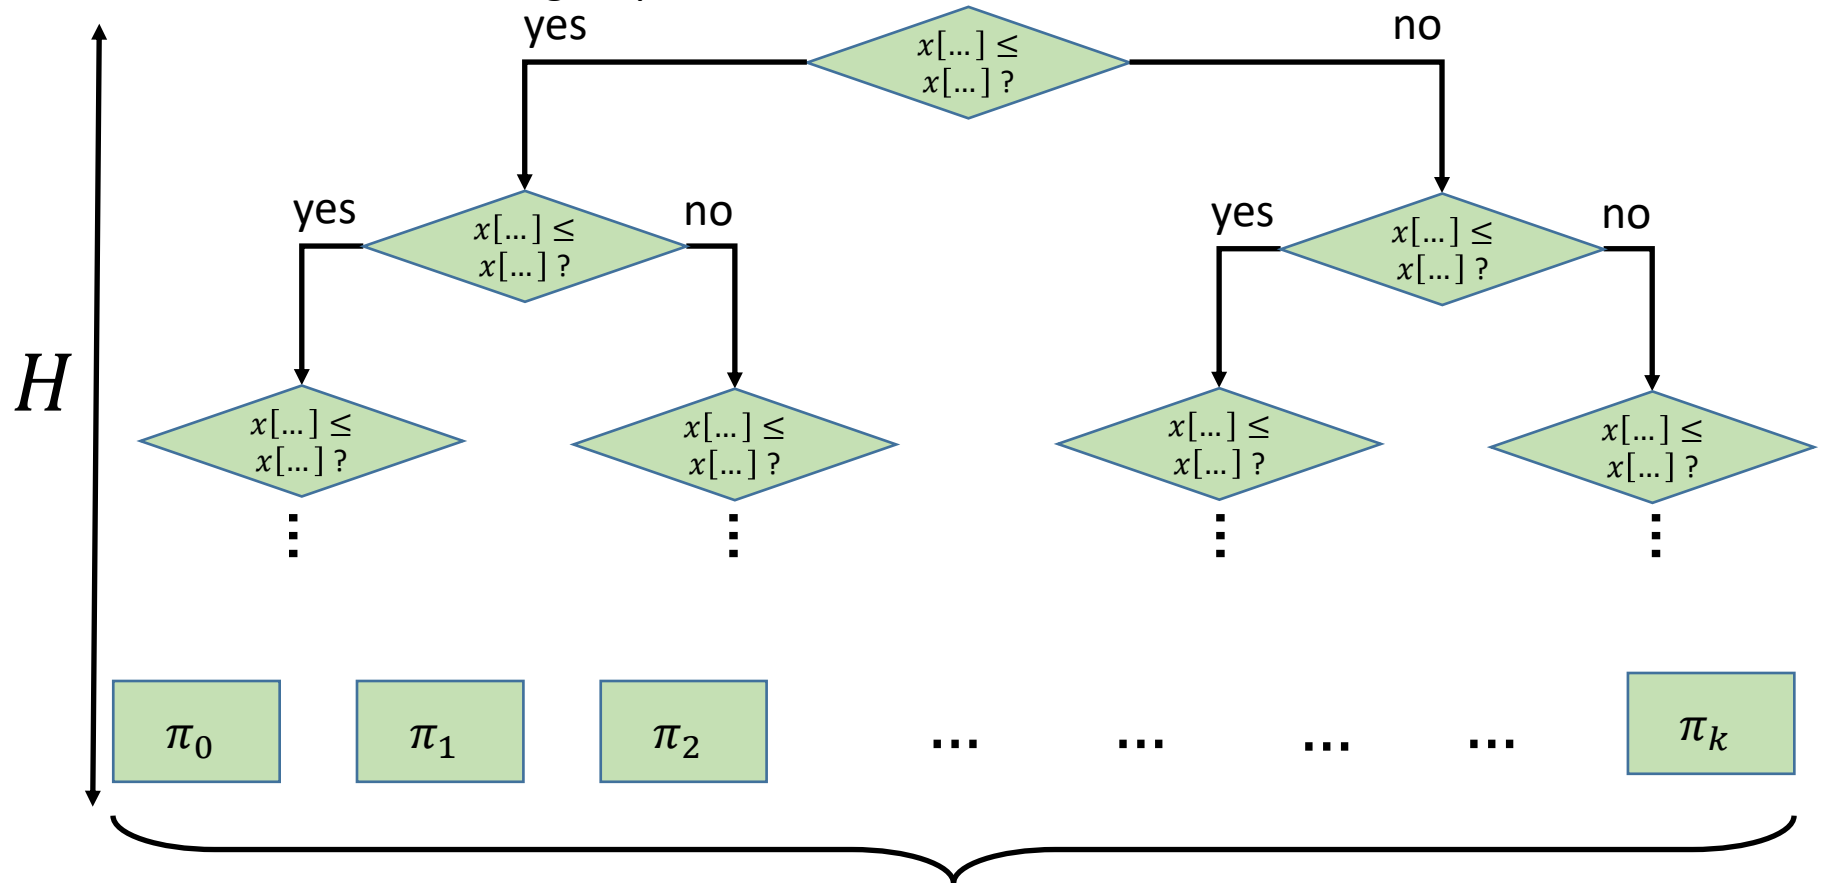 yes
no
x[…] ≤
x[…] ?
yes
no
yes
no
x[…] ≤
x[…] ?
x[…] ≤
x[…] ?
H
x[…] ≤
x[…] ?
x[…] ≤
x[…] ?
x[…] ≤
x[…] ?
x[…] ≤
x[…] ?
⋮ ⋮ ⋮ ⋮
π₀ π₁ π₂ … … … … πₖ